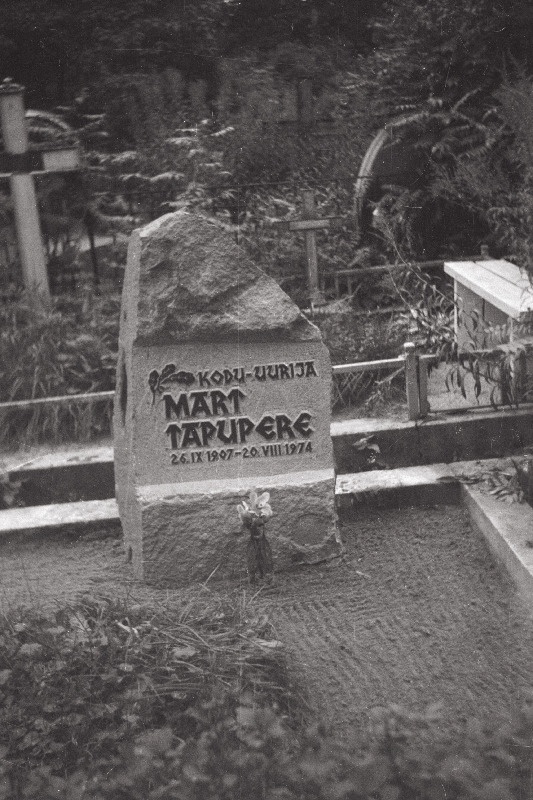 KODU-UURIJA
MART
TAPUPERE
26.IX 1907-20.VIII 1974